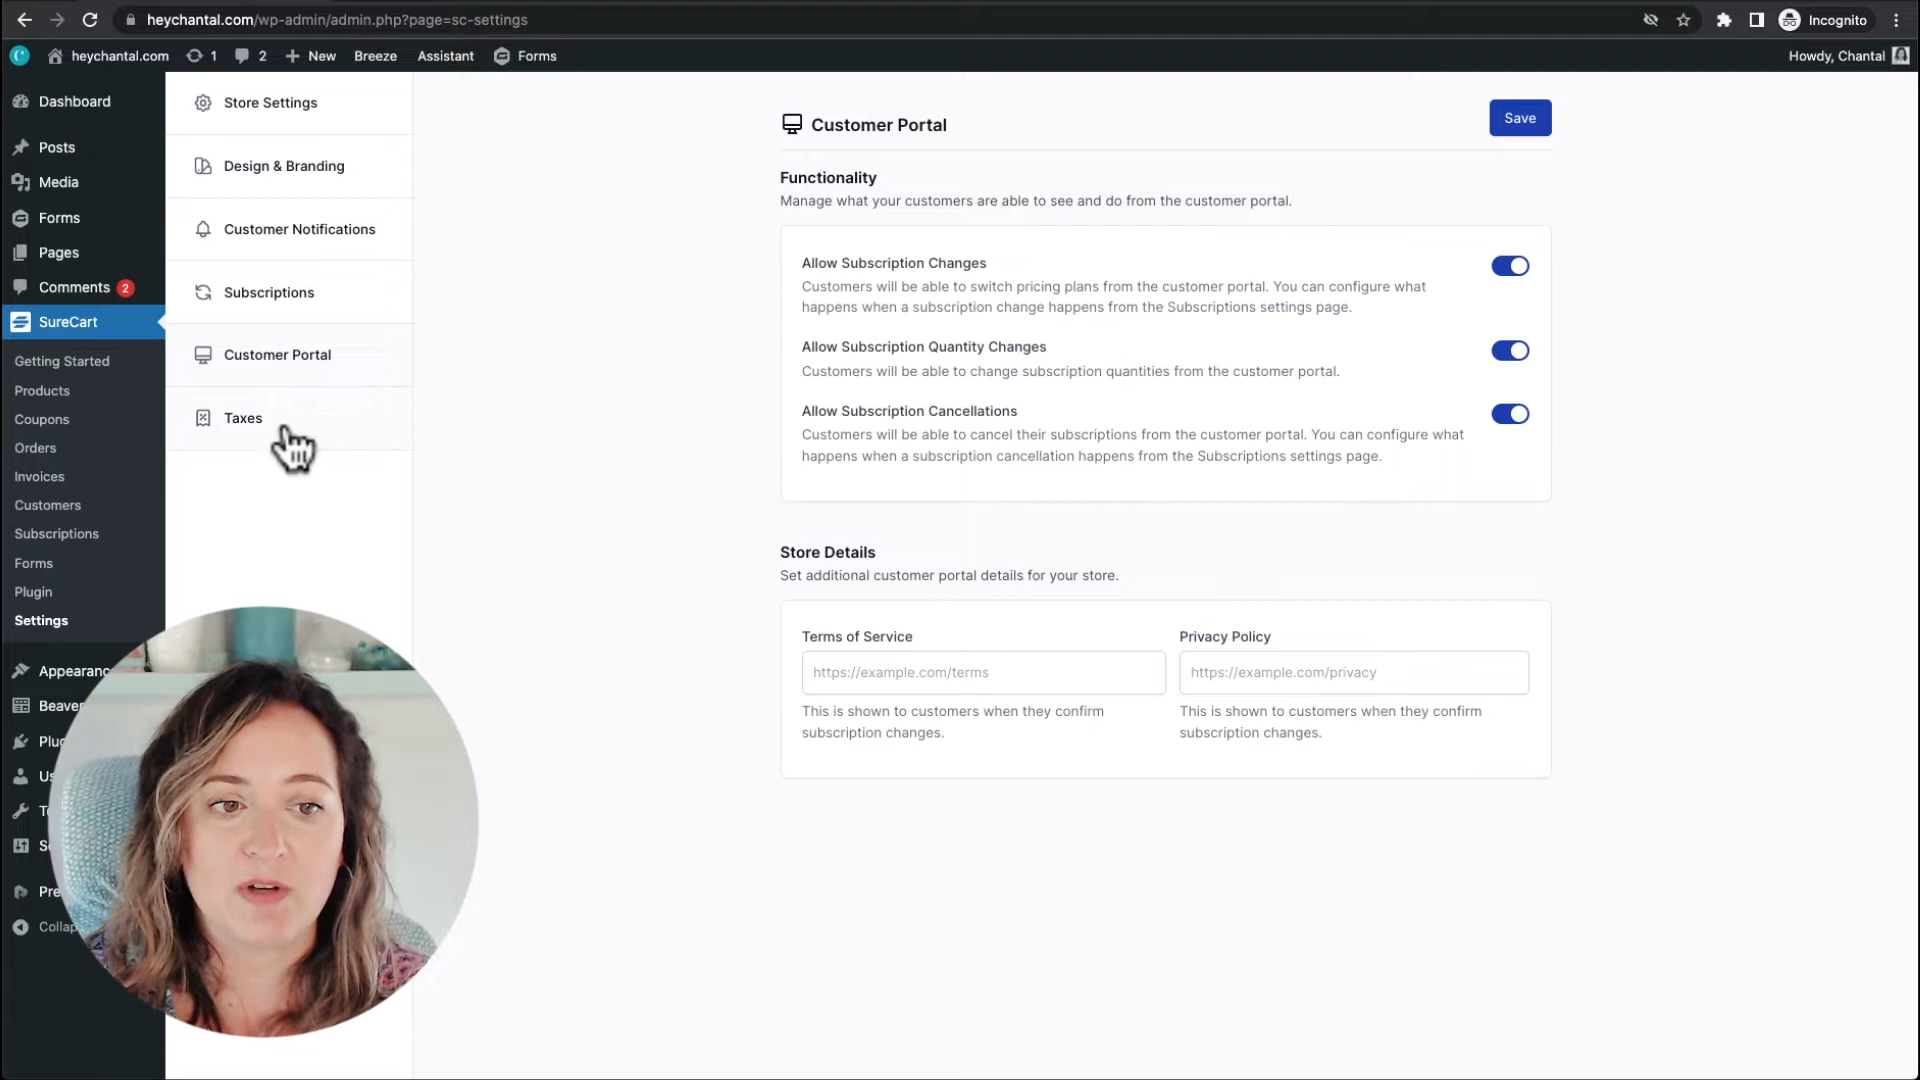 heychantal.com/wp-admin/admin.php?page=sc-settings
Incognito
heychantal.com
1
2
New
Breeze
Assistant
Forms
Howdy, Chantal
Dashboard
Posts
Media
Forms
Pages
Comments 2
SureCart
Getting Started
Products
Coupons
Orders
Invoices
Customers
Subscriptions
Forms
Plugin
Settings
Appearanc
Beaver
Plug
Us
To
Se
Pre
Collap
Store Settings
Design & Branding
Customer Notifications
Subscriptions
Customer Portal
Taxes
Customer Portal
Save
Functionality
Manage what your customers are able to see and do from the customer portal.
Allow Subscription Changes
Customers will be able to switch pricing plans from the customer portal. You can configure what
happens when a subscription change happens from the Subscriptions settings page.
Allow Subscription Quantity Changes
Customers will be able to change subscription quantities from the customer portal.
Allow Subscription Cancellations
Customers will be able to cancel their subscriptions from the customer portal. You can configure what
happens when a subscription cancellation happens from the Subscriptions settings page.
Store Details
Set additional customer portal details for your store.
Terms of Service
https://example.com/terms
This is shown to customers when they confirm
subscription changes.
Privacy Policy
https://example.com/privacy
This is shown to customers when they confirm
subscription changes.